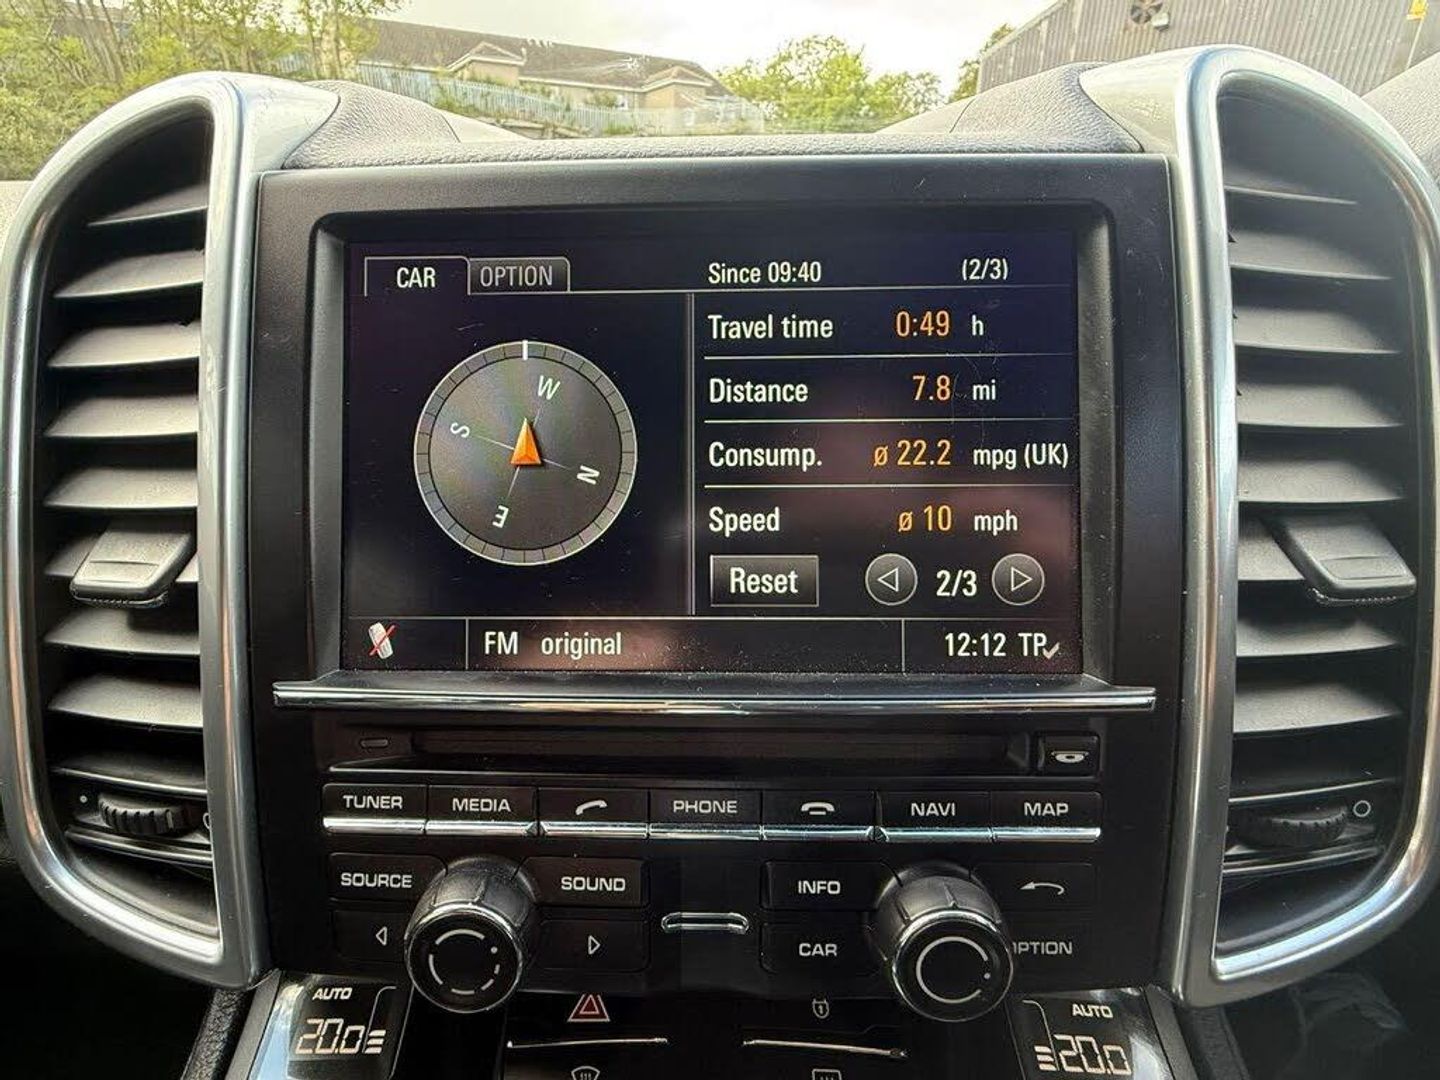 CAR OPTION Since 09:40 (2/3)
Travel time 0:49 h
Distance 7.8 mi
Consump. ø 22.2 mpg (UK)
Speed ø 10 mph
Reset 2/3
W
S
N
E
FM original 12:12 TP
TUNER MEDIA PHONE NAVI MAP
SOURCE SOUND INFO
CAR OPTION
AUTO AUTO
20.0 20.0